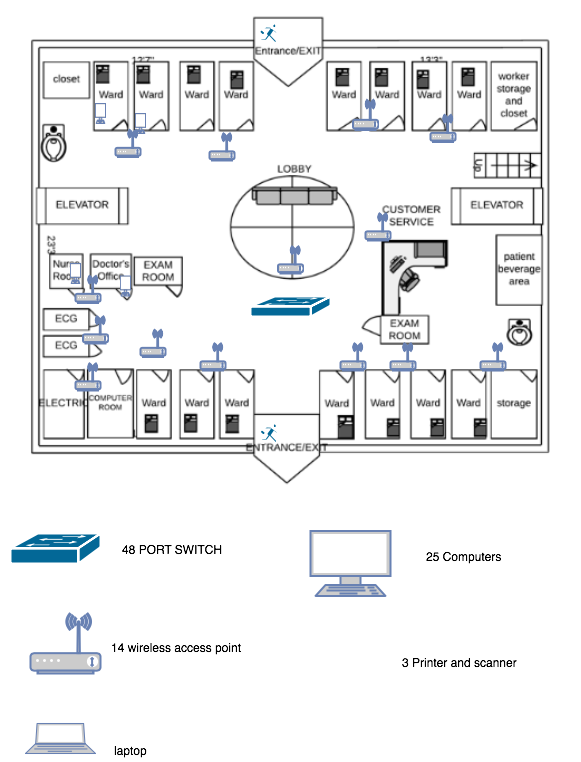 Entrance/EXIT
12'7"
13'3"
closet
Ward
Ward
Ward
Ward
Ward
Ward
Ward
Ward
worker
storage
and
closet
Up
LOBBY
ELEVATOR
CUSTOMER
SERVICE
ELEVATOR
Doctor's
EXAM
ROOM
patient
beverage
area
ECG
ECG
EXAM
ROOM
ELECTRIC
COMPUTER
ROOM
Ward
Ward
Ward
Ward
Ward
Ward
Ward
storage
ENTRANCE/EXIT
48 PORT SWITCH
25 Computers
14 wireless access point
3 Printer and scanner
laptop